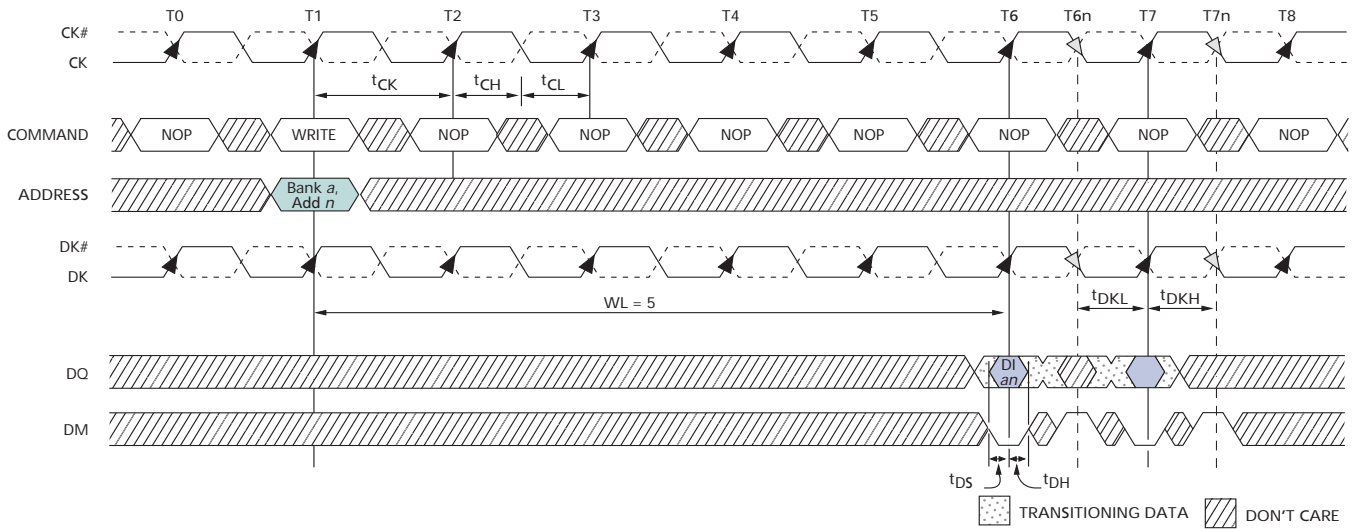 T0 T1 T2 T3 T4 T5 T6 T6n T7 T7n T8
CK#
CK
tCK tCH tCL
COMMAND NOP WRITE NOP NOP NOP NOP NOP NOP NOP
ADDRESS Bank a,
Add n
DK#
DK
WL = 5 tDKL tDKH
DQ DI
an
DM
tDS tDH
TRANSITIONING DATA DON'T CARE